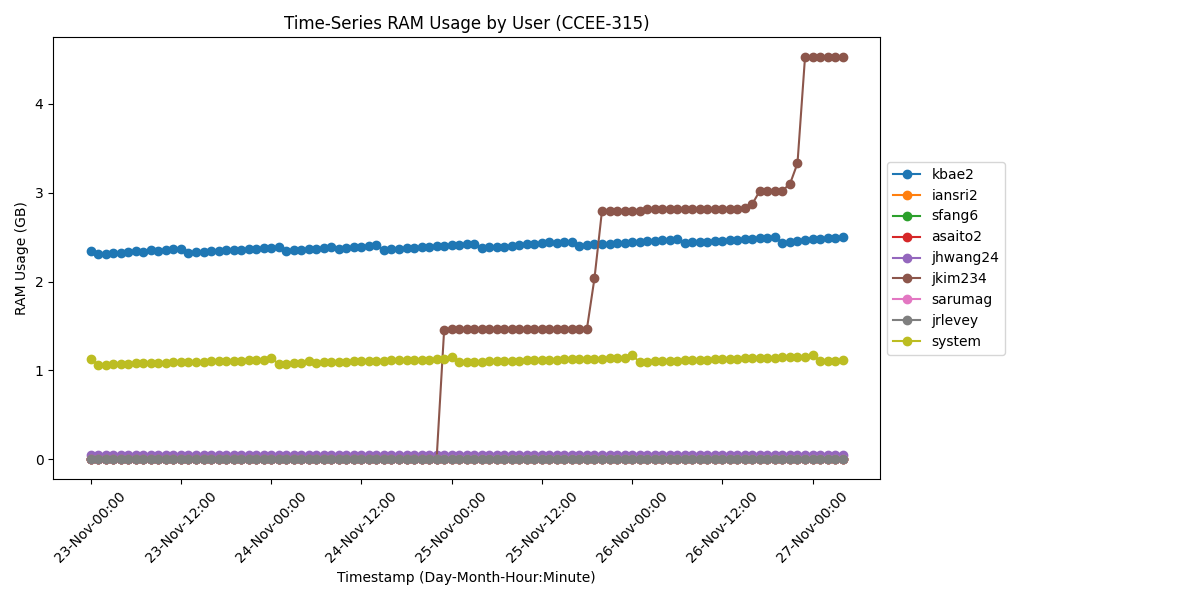 Time-Series RAM Usage by User (CCEE-315)
RAM Usage (GB)
4
3
2
1
0
23-Nov-00:00
23-Nov-12:00
24-Nov-00:00
24-Nov-12:00
25-Nov-00:00
25-Nov-12:00
26-Nov-00:00
26-Nov-12:00
27-Nov-00:00
Timestamp (Day-Month-Hour:Minute)
kbae2
iansri2
sfang6
asaito2
jhwang24
jkim234
sarumag
jrlevey
system